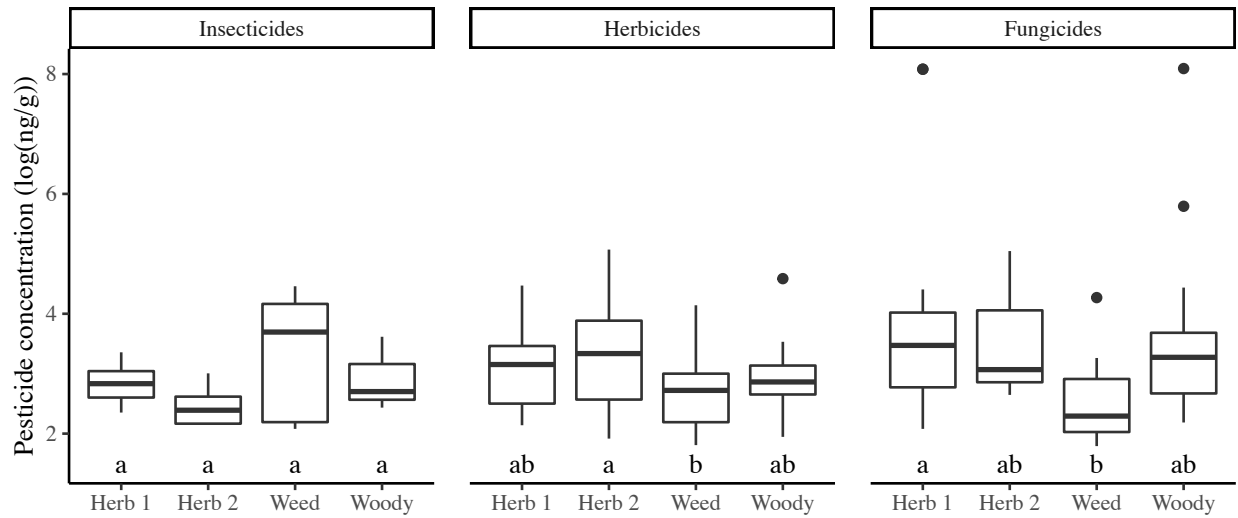 Insecticides Herbicides Fungicides
Pesticide concentration (log(ng/g))
8
6
4
2
a a a a ab a b ab a ab b ab
Herb 1 Herb 2 Weed Woody Herb 1 Herb 2 Weed Woody Herb 1 Herb 2 Weed Woody